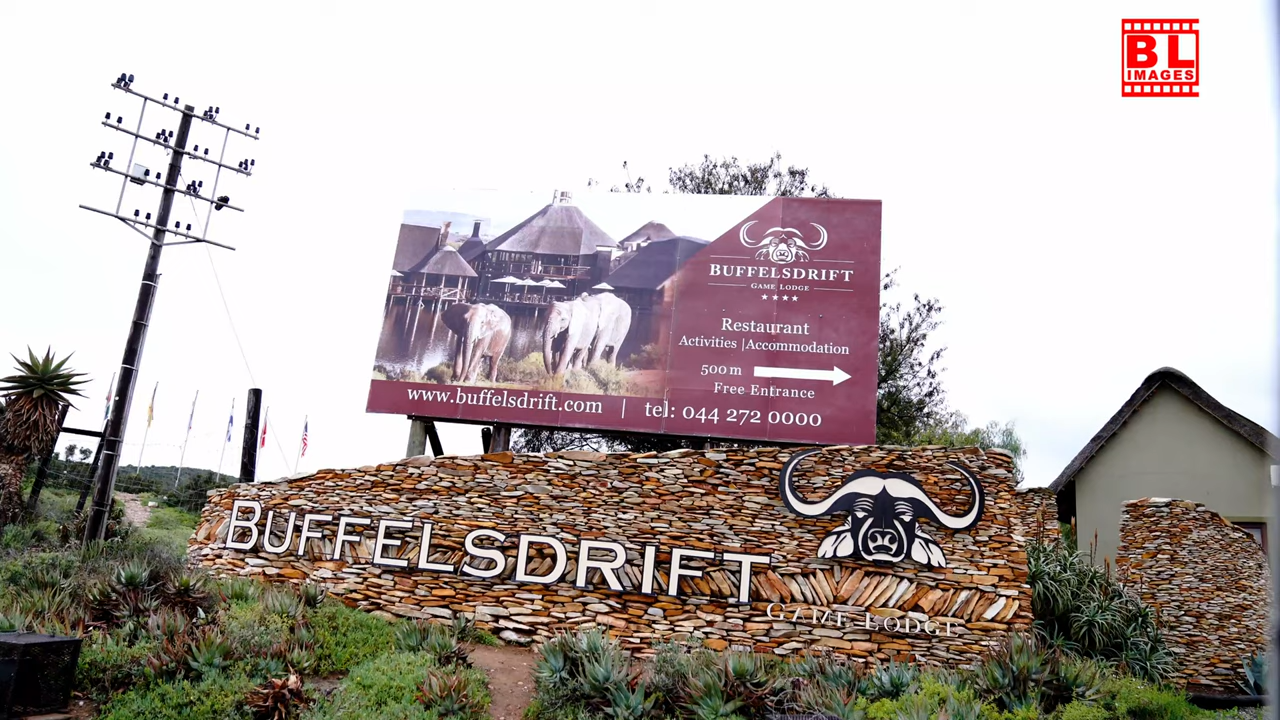 BL
IMAGES
BUFFELSDRIFT
GAME LODGE
Restaurant
Activities |Accommodation
500m
Free Entrance
www.buffelsdrift.com | tel: 044 272 0000
BUFFELSDRIFT
GAME LODGE